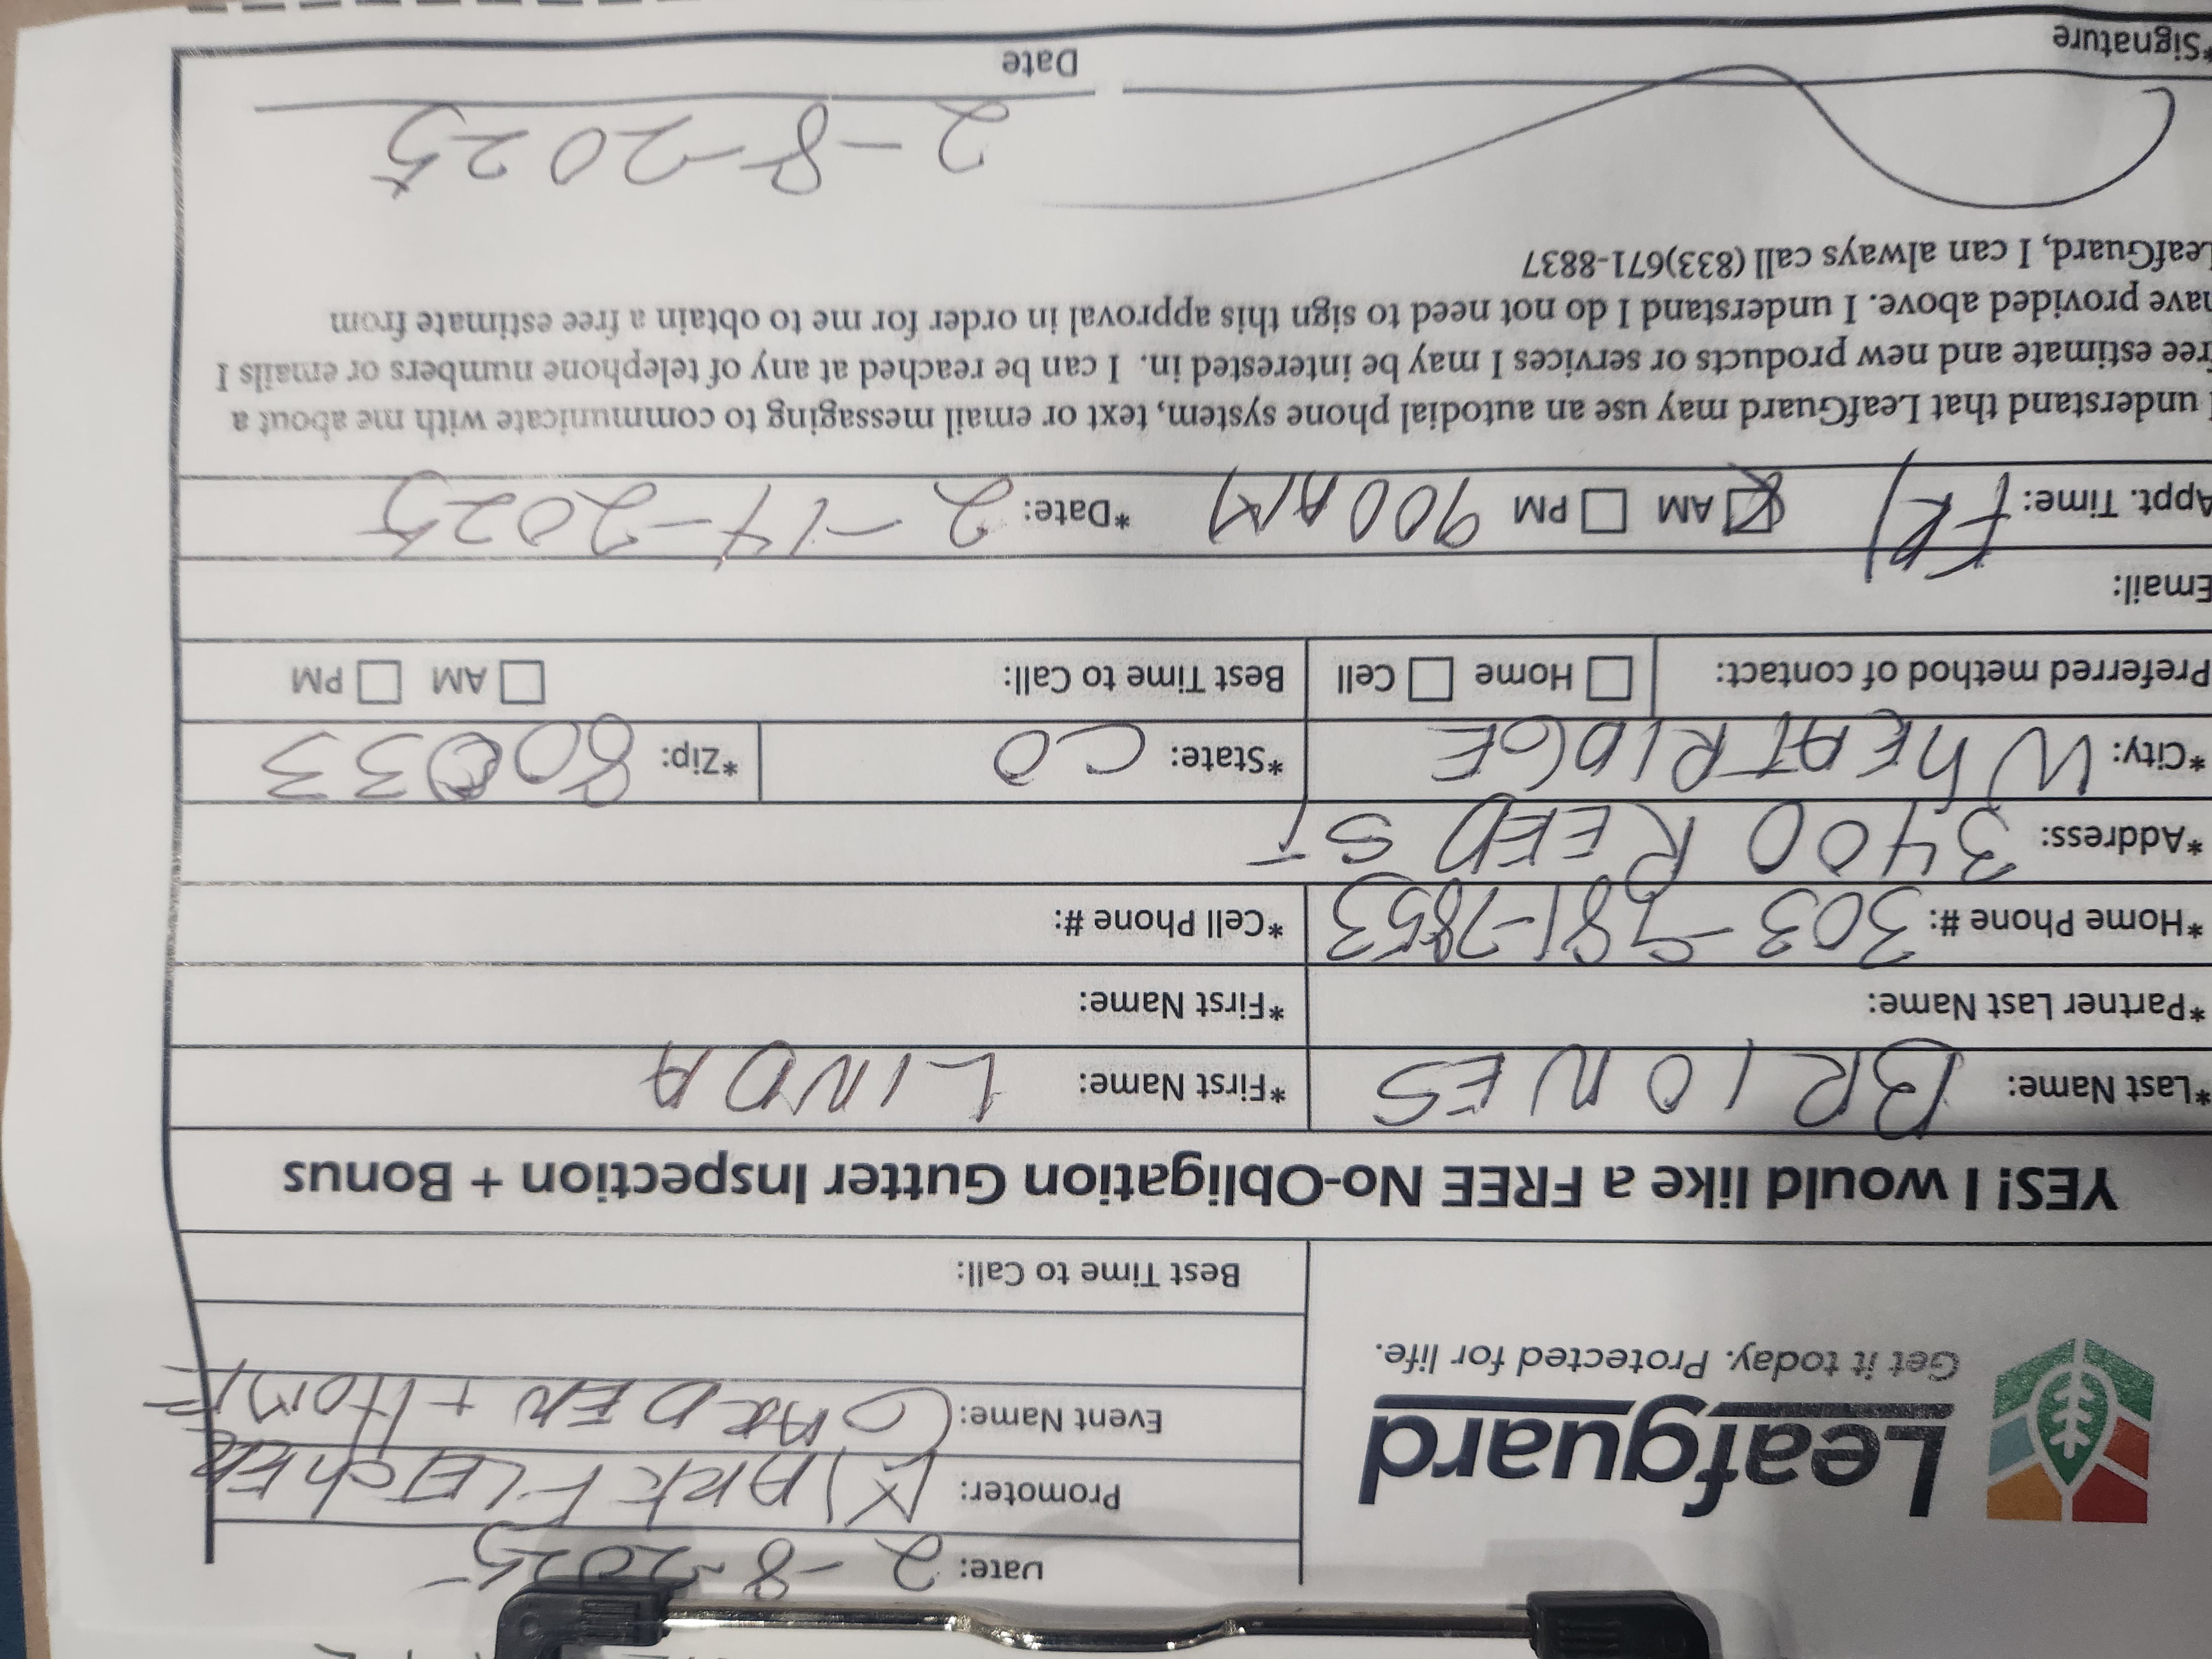 Leafguard
Get it today. Protected for life.
Date: 2-8-2025
Promoter: MARK FLETCHER
Event Name: GARDEN + HOME
Best Time to Call:
YES! I would like a FREE No-Obligation Gutter Inspection + Bonus
*Last Name: BRIONES *First Name: LINDA
*Partner Last Name: *First Name:
*Home Phone #: 303-981-7853 *Cell Phone #:
*Address: 3400 REED ST
*City: WhEAT RIDGE *State: CO *Zip: 80033
Preferred method of contact: Home Cell Best Time to Call: AM PM
Email:
Appt. Time: FRI AM PM 900 AM *Date: 2-14-2025
I understand that LeafGuard may use an autodial phone system, text or email messaging to communicate with me about a
free estimate and new products or services I may be interested in. I can be reached at any of telephone numbers or emails I
have provided above. I understand I do not need to sign this approval in order for me to obtain a free estimate from
LeafGuard, I can always call (833)671-8837
2-8-2025
*Signature Date